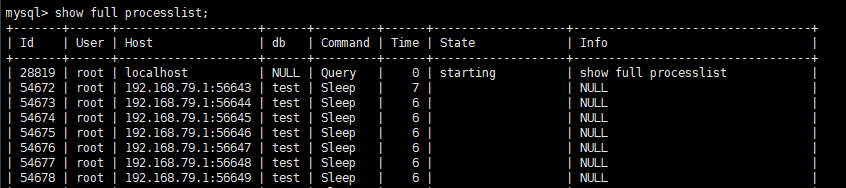 mysql> show full processlist;
+-------+------+--------------------+------+---------+------+----------+-----------------------+
| Id | User | Host | db | Command | Time | State | Info |
+-------+------+--------------------+------+---------+------+----------+-----------------------+
| 28819 | root | localhost | NULL | Query | 0 | starting | show full processlist |
| 54672 | root | 192.168.79.1:56643 | test | Sleep | 7 | | NULL |
| 54673 | root | 192.168.79.1:56644 | test | Sleep | 6 | | NULL |
| 54674 | root | 192.168.79.1:56645 | test | Sleep | 6 | | NULL |
| 54675 | root | 192.168.79.1:56646 | test | Sleep | 6 | | NULL |
| 54676 | root | 192.168.79.1:56647 | test | Sleep | 6 | | NULL |
| 54677 | root | 192.168.79.1:56648 | test | Sleep | 6 | | NULL |
| 54678 | root | 192.168.79.1:56649 | test | Sleep | 6 | | NULL |